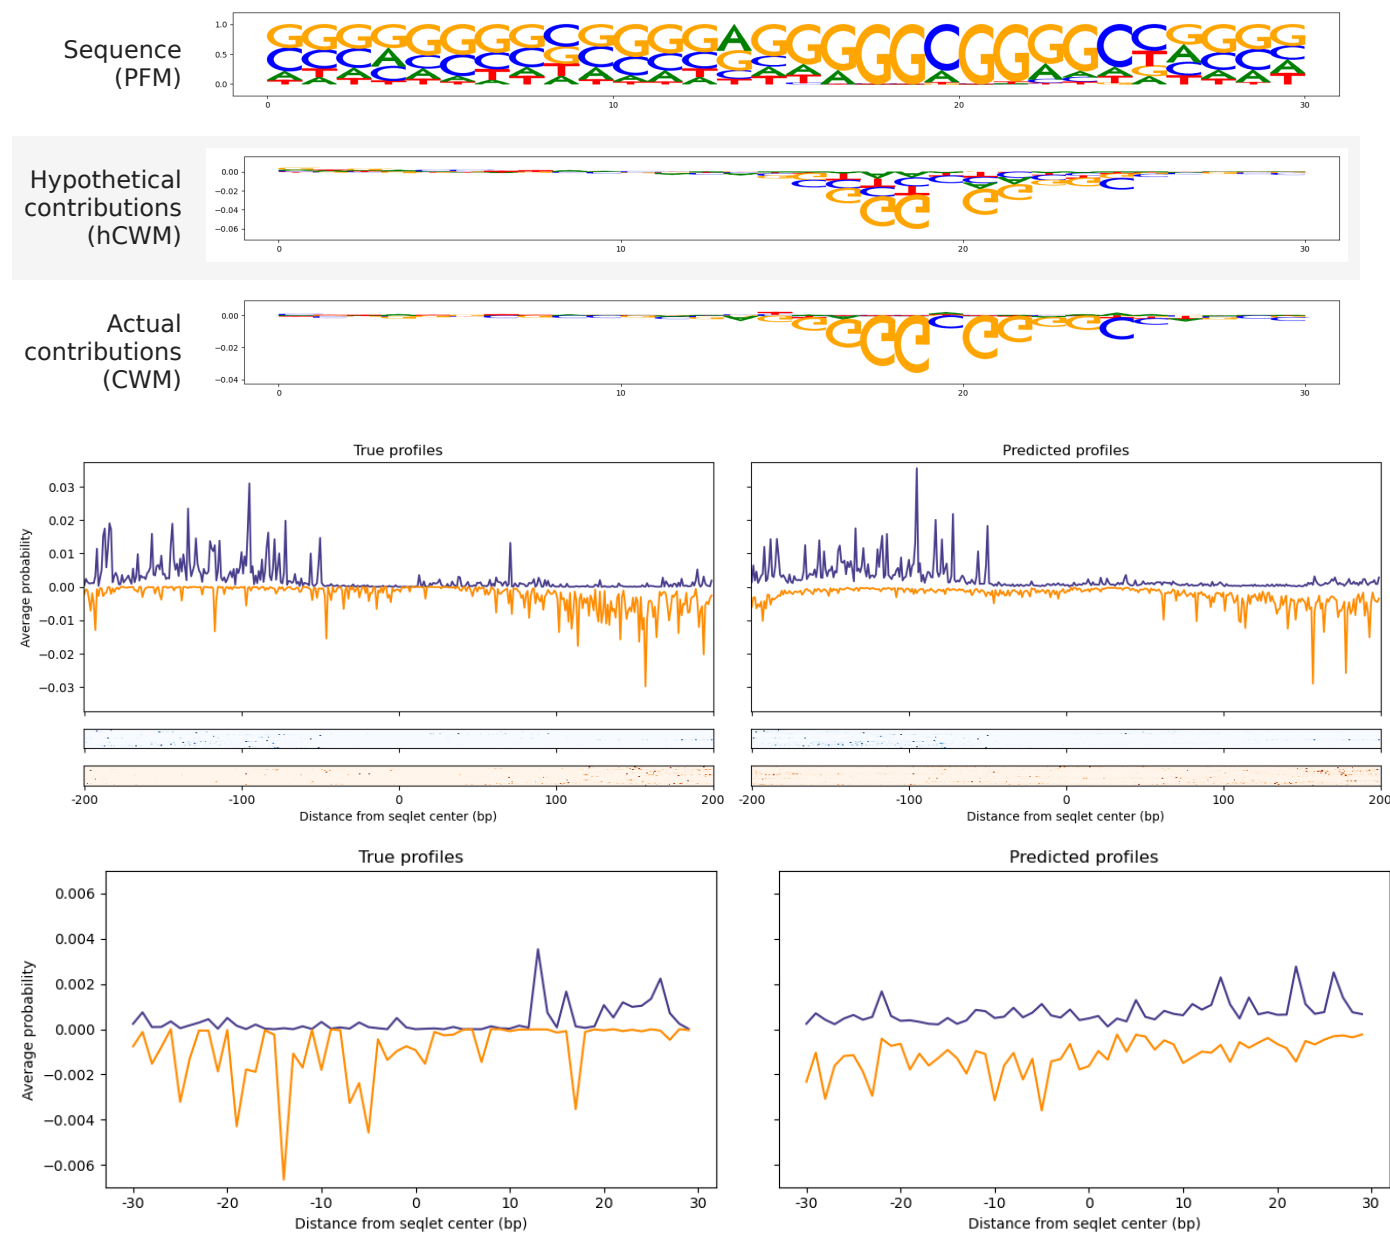 Sequence
(PFM)
1.0
0.5
0.0
0 10 20 30
Hypothetical
contributions
(hCWM)
0.00
−0.02
−0.04
−0.06
0 10 20 30
Actual
contributions
(CWM)
0.00
−0.02
−0.04
0 10 20 30
True profiles
Predicted profiles
Average probability
0.03
0.02
0.01
0.00
−0.01
−0.02
−0.03
-200 -100 0 100 200
Distance from seqlet center (bp)
-200 -100 0 100 200
Distance from seqlet center (bp)
True profiles
Predicted profiles
Average probability
0.006
0.004
0.002
0.000
−0.002
−0.004
−0.006
-30 -20 -10 0 10 20 30
Distance from seqlet center (bp)
-30 -20 -10 0 10 20 30
Distance from seqlet center (bp)